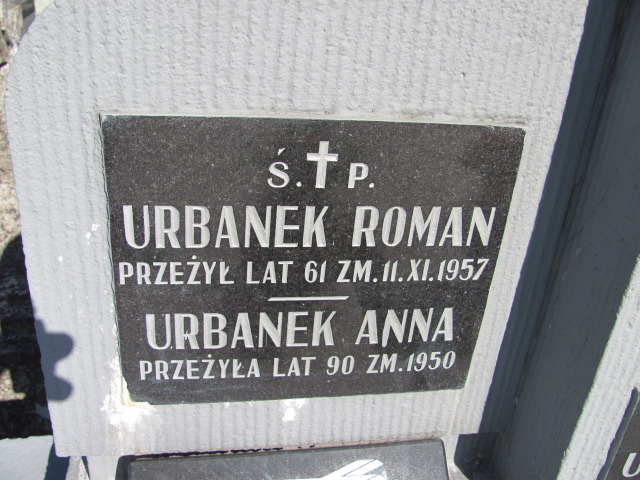 Ś. ✝ P.
URBANEK ROMAN
PRZEŻYŁ LAT 61 ZM. 11. XI. 1957
URBANEK ANNA
PRZEŻYŁA LAT 90 ZM. 1950